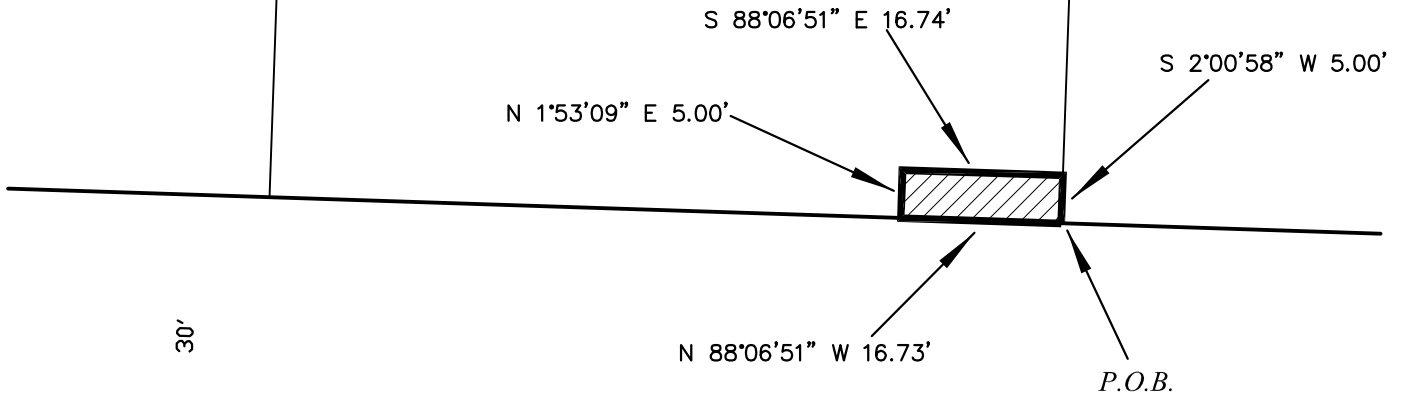 S 88°06'51" E 16.74'
S 2°00'58" W 5.00'
N 1°53'09" E 5.00'
30'
N 88°06'51" W 16.73'
P.O.B.